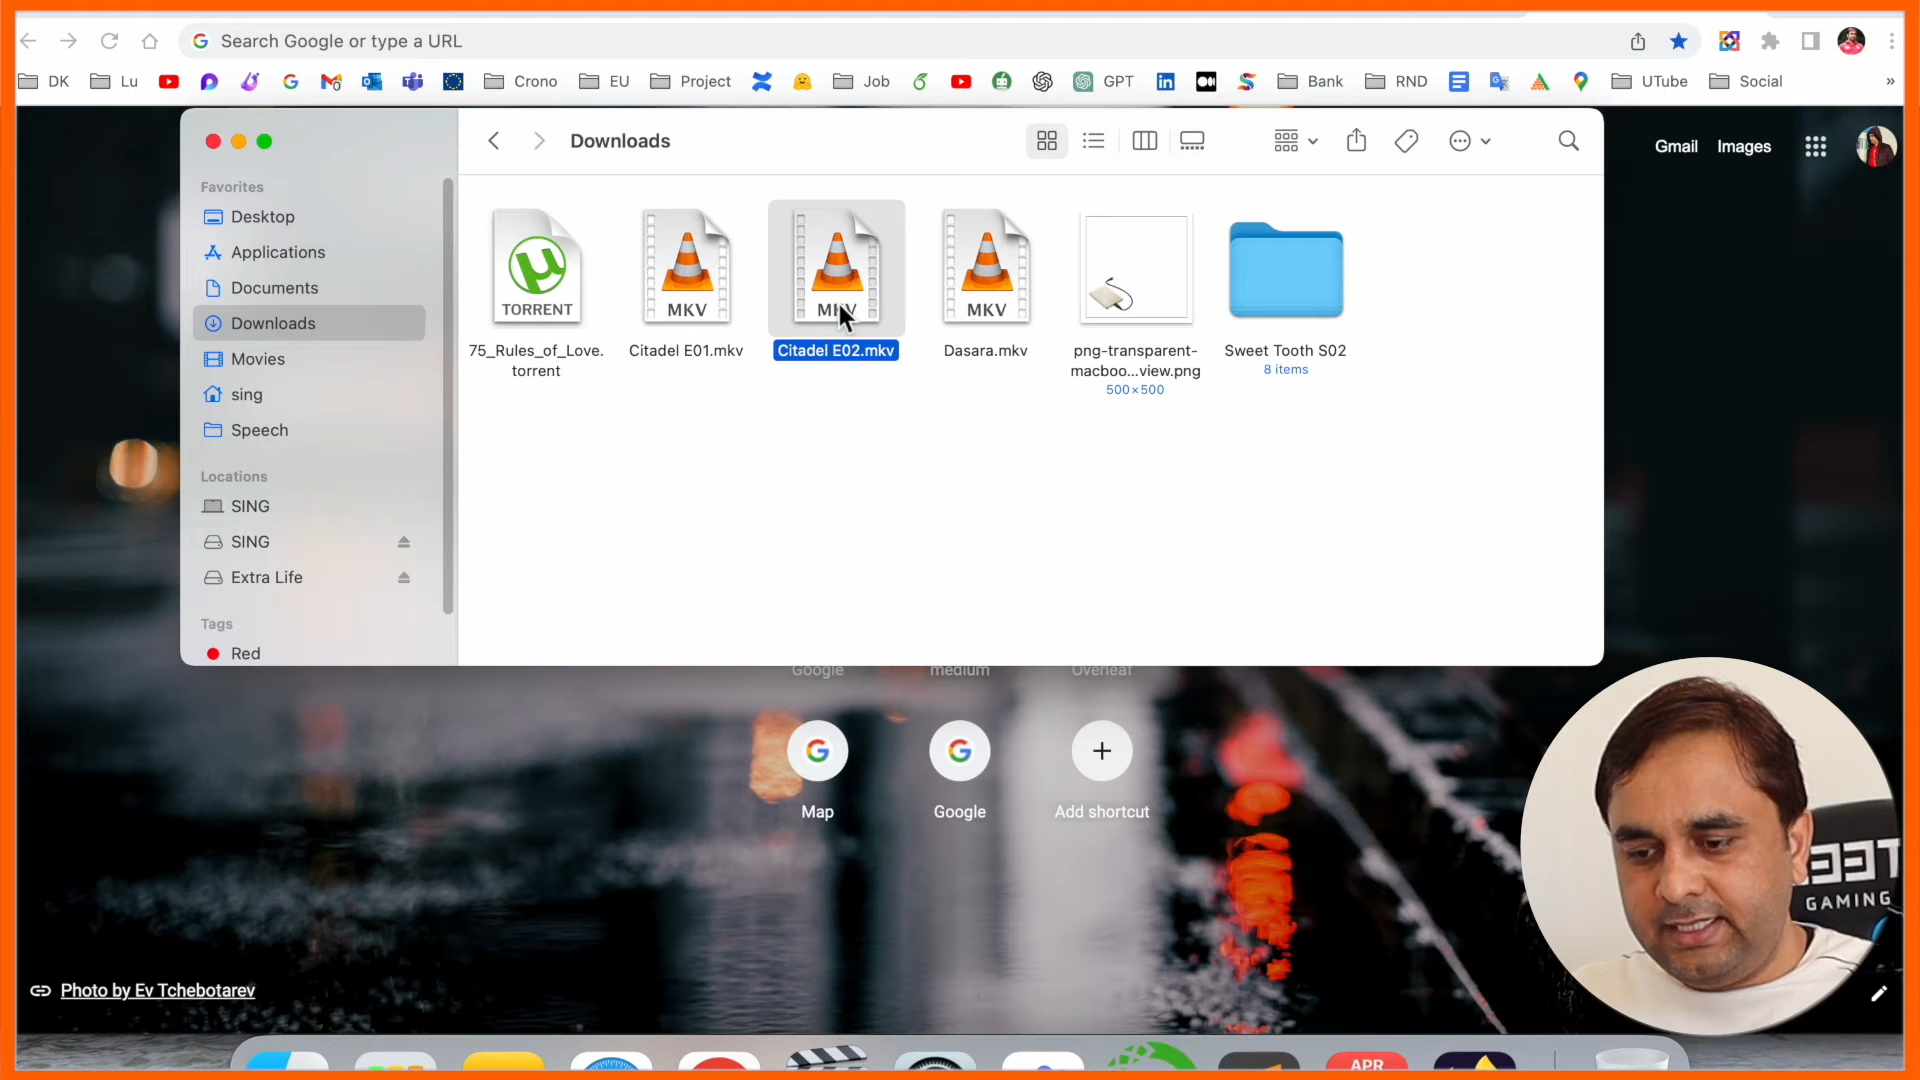 Search Google or type a URL
DK
Lu
Crono
EU
Project
Job
GPT
Bank
RND
UTube
Social
»
Downloads
Gmail
Images
Favorites
Desktop
Applications
Documents
Downloads
Movies
sing
Speech
Locations
SING
SING
Extra Life
Tags
Red
TORRENT
MKV
MKV
MKV
75_Rules_of_Love.
torrent
Citadel E01.mkv
Citadel E02.mkv
Dasara.mkv
png-transparent-
macboo...view.png
500×500
Sweet Tooth S02
8 items
Google
medium
Overleaf
Map
Google
Add shortcut
GAMING
Photo by Ev Tchebotarev
APR